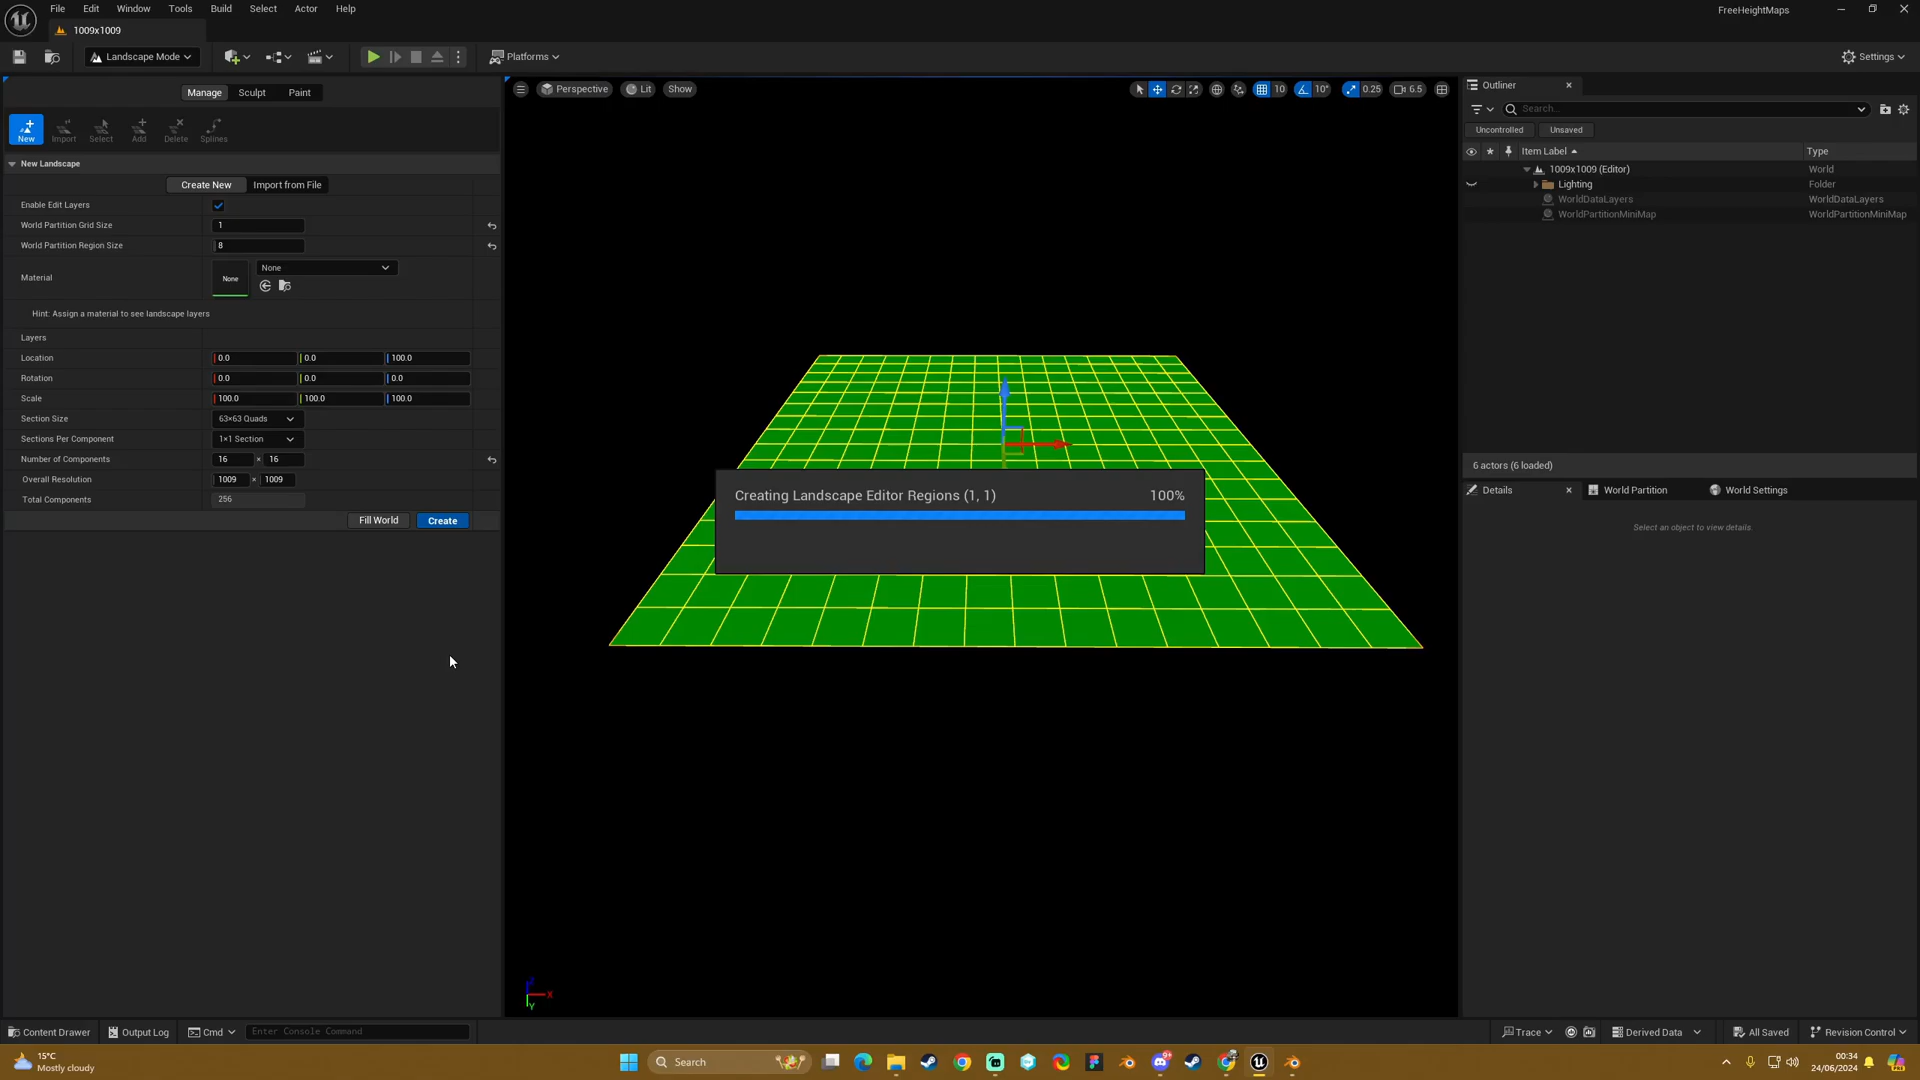 File Edit Window Tools Build Select Actor Help
FreeHeightMaps
1009x1009
Landscape Mode
Platforms
Settings
Manage Sculpt Paint
New Import Select Add Delete Splines
New Landscape
Create New Import from File
Enable Edit Layers
World Partition Grid Size 1
World Partition Region Size 8
Material None None
Hint: Assign a material to see landscape layers
Layers
Location 0.0 0.0 100.0
Rotation 0.0 0.0 0.0
Scale 100.0 100.0 100.0
Section Size 63×63 Quads
Sections Per Component 1×1 Section
Number of Components 16 × 16
Overall Resolution 1009 × 1009
Total Components 256
Fill World Create
Perspective Lit Show
10 10° 0.25 6.5
Creating Landscape Editor Regions (1, 1) 100%
X
Y
Outliner
Search...
Uncontrolled Unsaved
Item Label Type
1009x1009 (Editor) World
Lighting Folder
WorldDataLayers WorldDataLayers
WorldPartitionMiniMap WorldPartitionMiniMap
6 actors (6 loaded)
Details World Partition World Settings
Select an object to view details.
Content Drawer Output Log Cmd Enter Console Command
Trace Derived Data All Saved Revision Control
15°C
Mostly cloudy
Search
00:34
24/06/2024